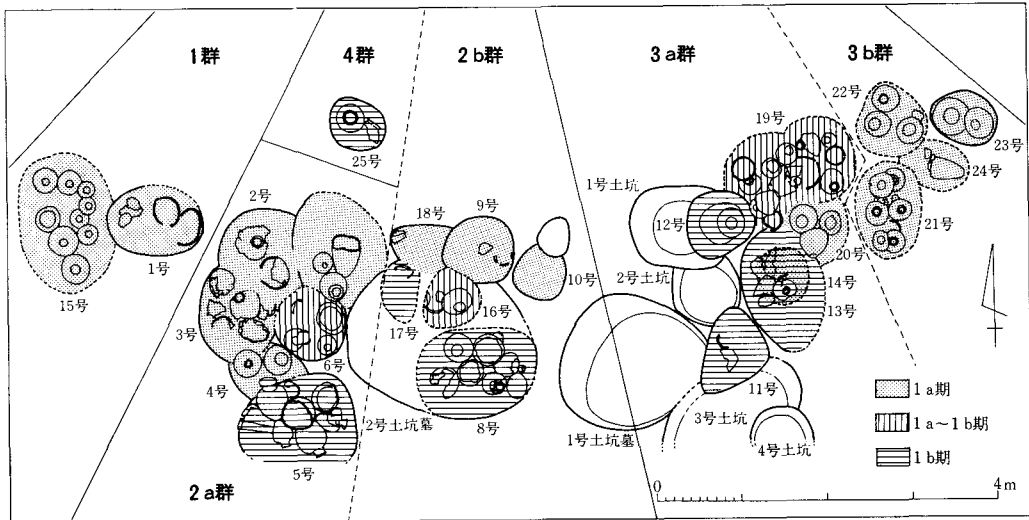 1群
4群
2b群
3a群
3b群
22号
19号
23号
25号
24号
2号
18号
9号
1号土坑
12号
21号
1号
10号
20号
15号
2号土坑
14号
17号
16号
13号
3号
6号
11号
4号
2号土坑墓
8号
1号土坑墓
3号土坑
4号土坑
5号
2a群
1a期
1a～1b期
1b期
0
4m